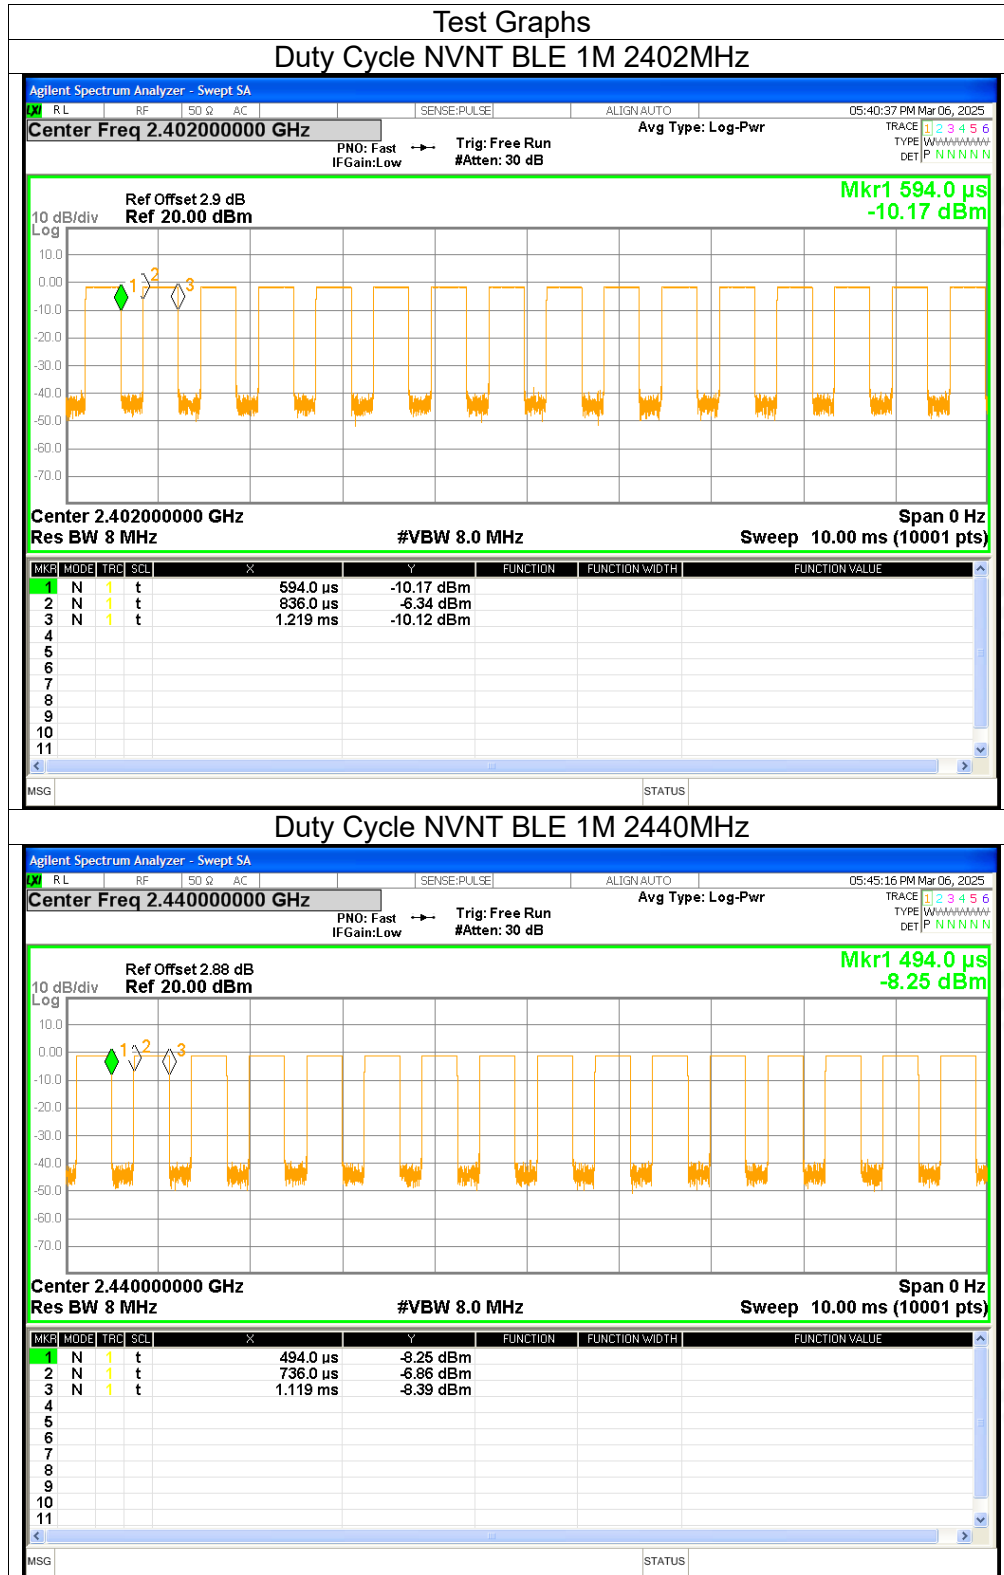 Test Graphs
Duty Cycle NVNT BLE 1M 2402MHz
Agilent Spectrum Analyzer - Swept SA
LXI RL RF 50 Ω AC SENSE:PULSE ALIGN AUTO 05:40:37 PM Mar 06, 2025
Center Freq 2.402000000 GHz Avg Type: Log-Pwr TRACE 1 2 3 4 5 6
PNO: Fast Trig: Free Run TYPE W
IFGain:Low #Atten: 30 dB DET P N N N N N
Mkr1 594.0 µs
Ref Offset 2.9 dB
10 dB/div Ref 20.00 dBm -10.17 dBm
Log
10.0
0.00
1 2 3
-10.0
-20.0
-30.0
-40.0
-50.0
-60.0
-70.0
Center 2.402000000 GHz Span 0 Hz
Res BW 8 MHz #VBW 8.0 MHz Sweep 10.00 ms (10001 pts)
MKR MODE TRC SCL X Y FUNCTION FUNCTION WIDTH FUNCTION VALUE
1 N 1 t 594.0 µs -10.17 dBm
2 N 1 t 836.0 µs -6.34 dBm
3 N 1 t 1.219 ms -10.12 dBm
4
5
6
7
8
9
10
11
MSG STATUS
Duty Cycle NVNT BLE 1M 2440MHz
Agilent Spectrum Analyzer - Swept SA
LXI RL RF 50 Ω AC SENSE:PULSE ALIGN AUTO 05:45:16 PM Mar 06, 2025
Center Freq 2.440000000 GHz Avg Type: Log-Pwr TRACE 1 2 3 4 5 6
PNO: Fast Trig: Free Run TYPE W
IFGain:Low #Atten: 30 dB DET P N N N N N
Mkr1 494.0 µs
Ref Offset 2.88 dB
10 dB/div Ref 20.00 dBm -8.25 dBm
Log
10.0
0.00
1 2 3
-10.0
-20.0
-30.0
-40.0
-50.0
-60.0
-70.0
Center 2.440000000 GHz Span 0 Hz
Res BW 8 MHz #VBW 8.0 MHz Sweep 10.00 ms (10001 pts)
MKR MODE TRC SCL X Y FUNCTION FUNCTION WIDTH FUNCTION VALUE
1 N 1 t 494.0 µs -8.25 dBm
2 N 1 t 736.0 µs -6.86 dBm
3 N 1 t 1.119 ms -8.39 dBm
4
5
6
7
8
9
10
11
MSG STATUS